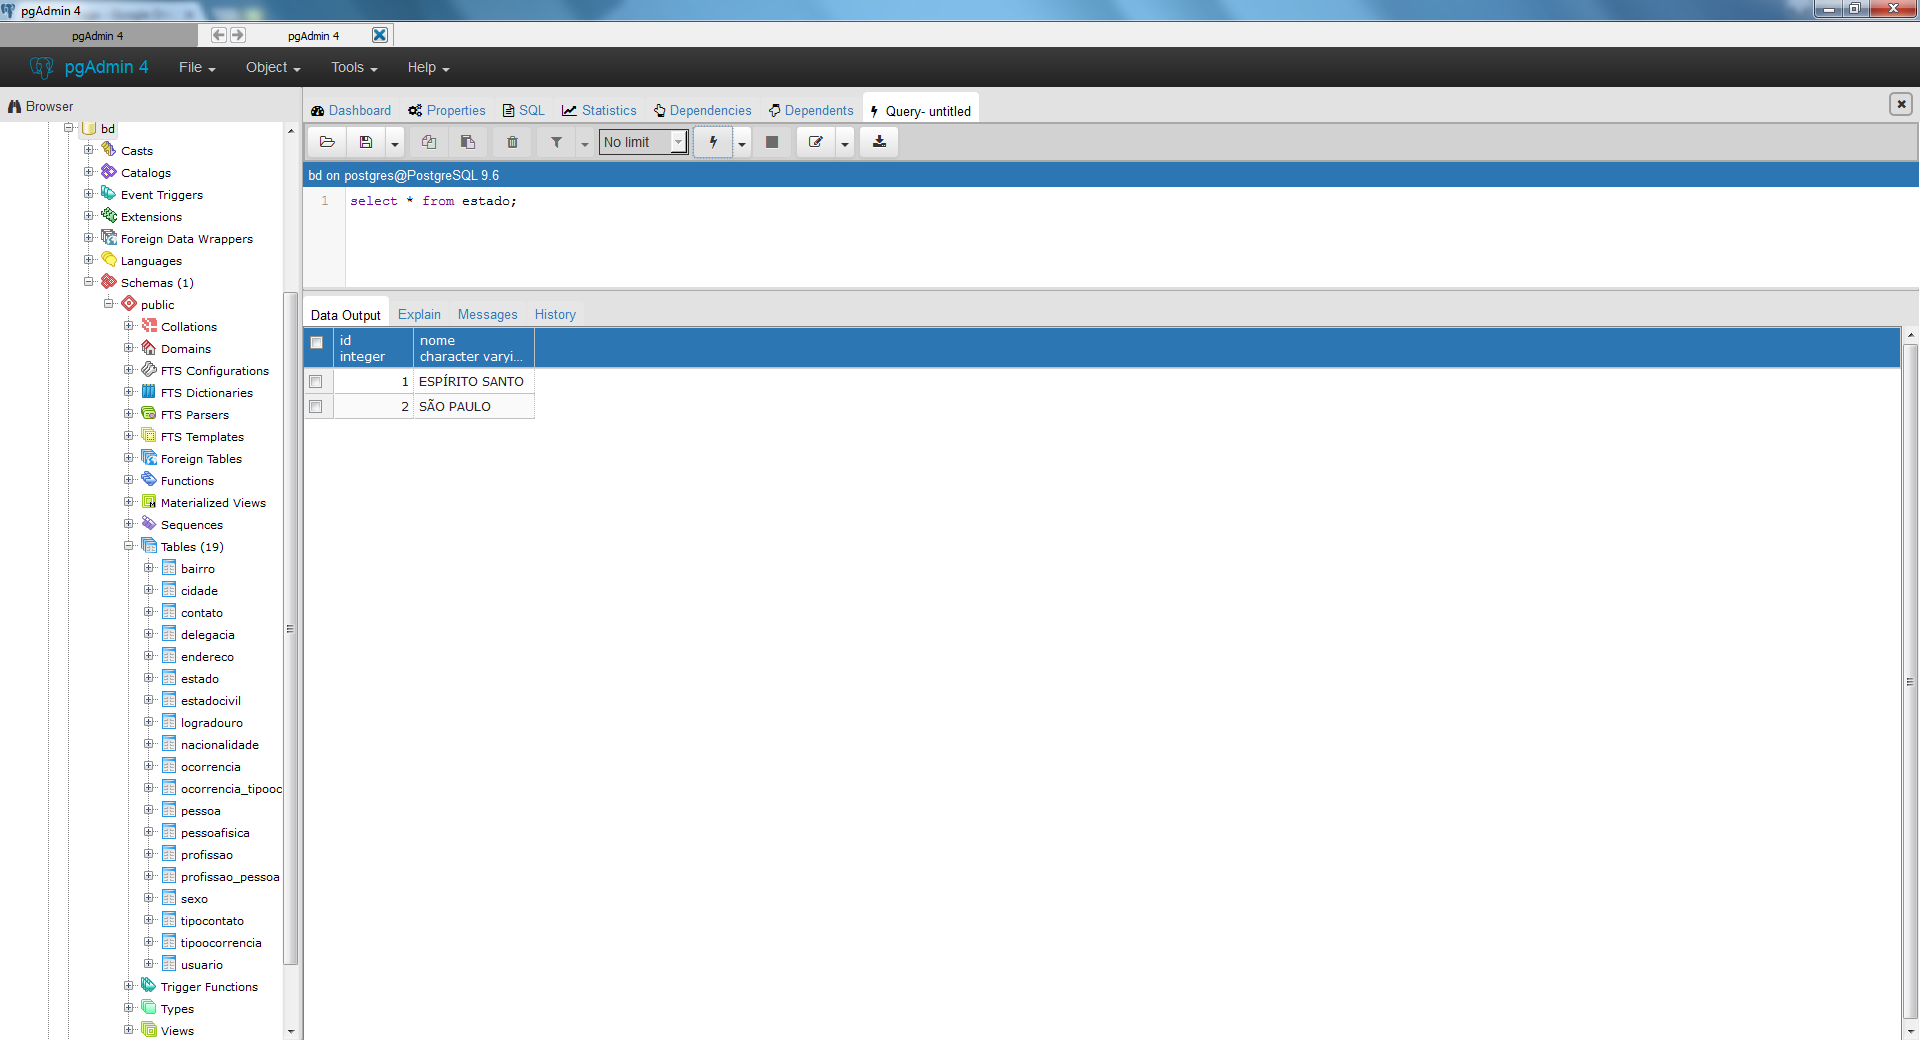 pgAdmin 4
pgAdmin 4
pgAdmin 4
pgAdmin 4 File Object Tools Help
Browser
Dashboard Properties SQL Statistics Dependencies Dependents Query- untitled
No limit
bd on postgres@PostgreSQL 9.6
1 select * from estado;
Data Output Explain Messages History
id nome
integer character varyi...
1 ESPÍRITO SANTO
2 SÃO PAULO
bd
Casts
Catalogs
Event Triggers
Extensions
Foreign Data Wrappers
Languages
Schemas (1)
public
Collations
Domains
FTS Configurations
FTS Dictionaries
FTS Parsers
FTS Templates
Foreign Tables
Functions
Materialized Views
Sequences
Tables (19)
bairro
cidade
contato
delegacia
endereco
estado
estadocivil
logradouro
nacionalidade
ocorrencia
ocorrencia_tipooc
pessoa
pessoafisica
profissao
profissao_pessoa
sexo
tipocontato
tipoocorrencia
usuario
Trigger Functions
Types
Views